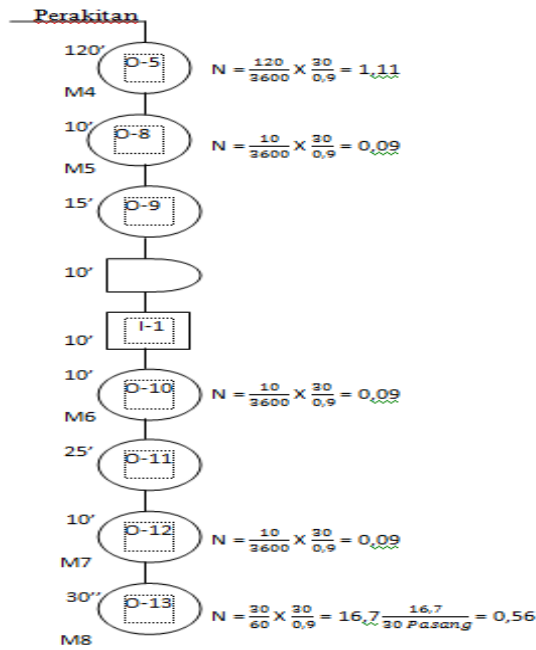 Perakitan
120’
O-5
N = 120/3600 X 30/0,9 = 1,11
M4
10’
O-8
N = 10/3600 X 30/0,9 = 0,09
M5
15’
O-9
10’
I-1
10’
10’
O-10
N = 10/3600 X 30/0,9 = 0,09
M6
25’
O-11
10’
O-12
N = 10/3600 X 30/0,9 = 0,09
M7
30’’
O-13
N = 30/60 X 30/0,9 = 16,7 16,7/30 Pasang = 0,56
M8